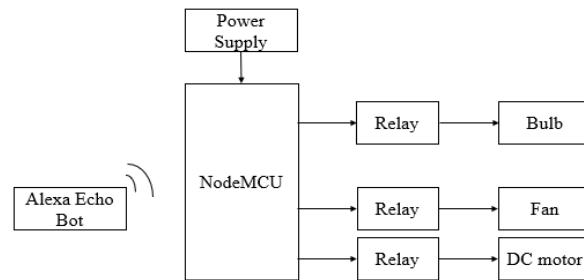 Power
Supply
Relay
Bulb
NodeMCU
Alexa Echo
Bot
Relay
Fan
Relay
DC motor